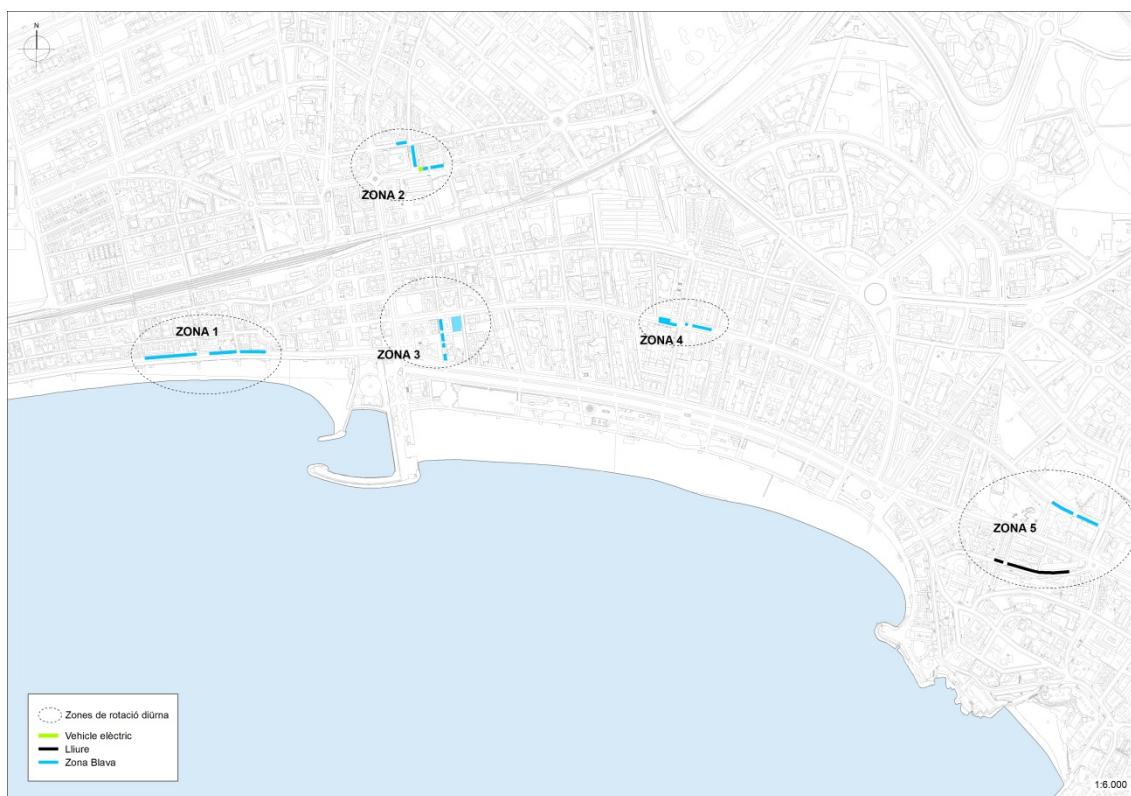 N
ZONA 2
ZONA 1
ZONA 3
ZONA 4
ZONA 5
Zones de rotació diürna
Vehicle elèctric
Lliure
Zona Blava
1:6.000